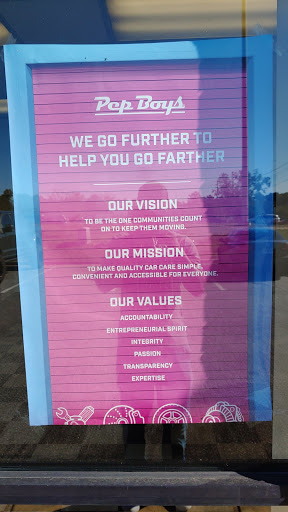 Pep Boys
WE GO FURTHER TO
HELP YOU GO FARTHER
OUR VISION
TO BE THE ONE COMMUNITIES COUNT
ON TO KEEP THEM MOVING.
OUR MISSION
TO MAKE QUALITY CAR CARE SIMPLE,
CONVENIENT AND ACCESSIBLE FOR EVERYONE.
OUR VALUES
ACCOUNTABILITY
ENTREPRENEURIAL SPIRIT
INTEGRITY
PASSION
TRANSPARENCY
EXPERTISE